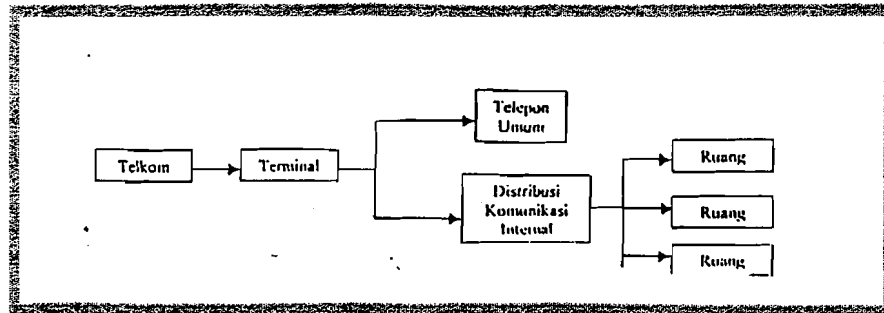 Telepon
Umum
Telkom
Terminal
Distribusi
Komunikasi
Internal
Ruang
Ruang
Ruang